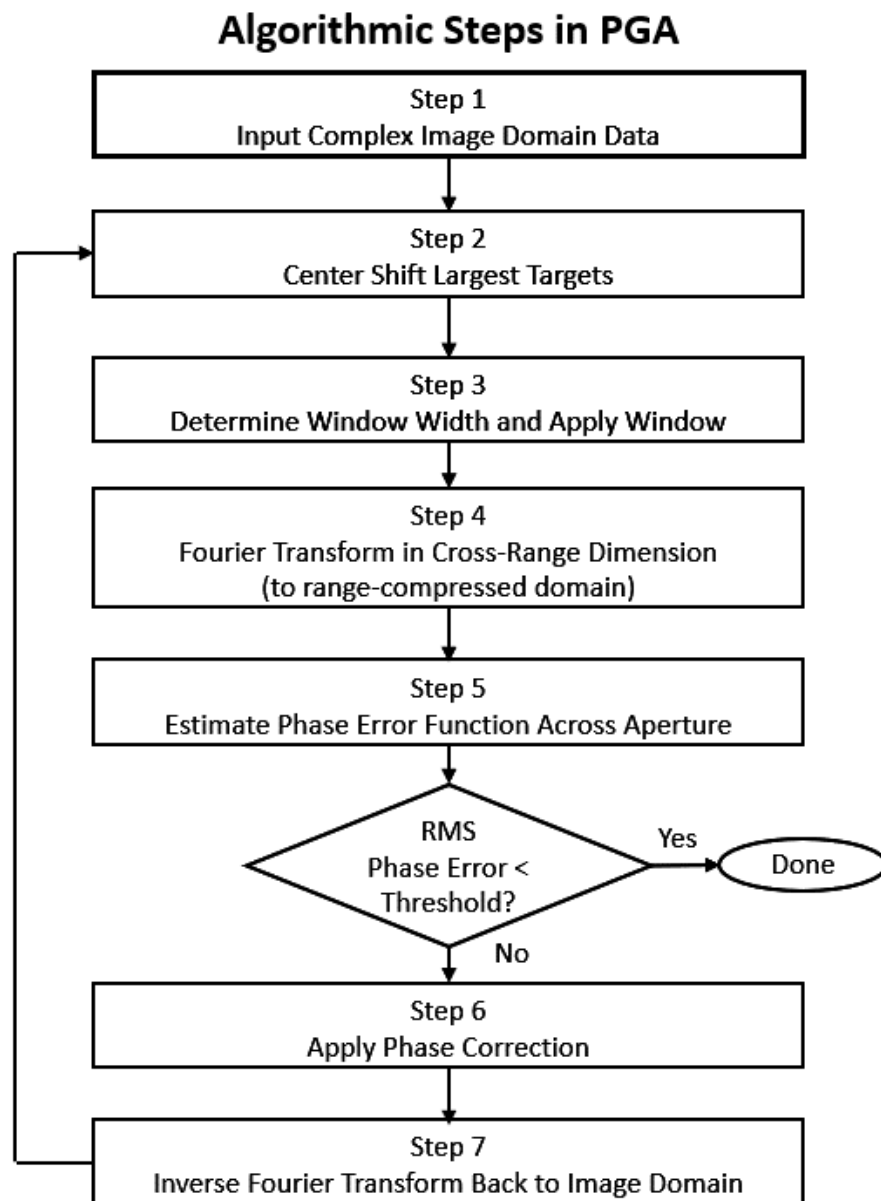 Algorithmic Steps in PGA
Step 1
Input Complex Image Domain Data
Step 2
Center Shift Largest Targets
Step 3
Determine Window Width and Apply Window
Step 4
Fourier Transform in Cross-Range Dimension
(to range-compressed domain)
Step 5
Estimate Phase Error Function Across Aperture
RMS
Phase Error <
Threshold?
Yes
Done
No
Step 6
Apply Phase Correction
Step 7
Inverse Fourier Transform Back to Image Domain